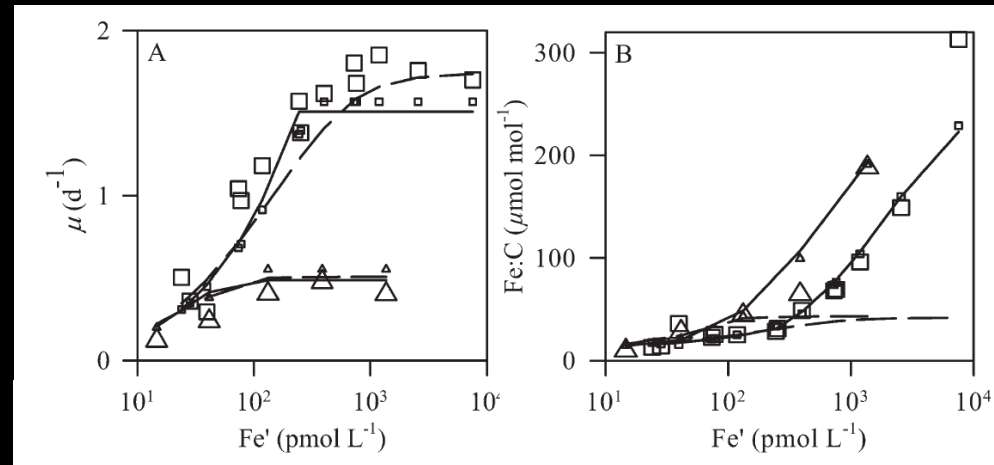 A
2
1
0
μ (d⁻¹)
10¹ 10² 10³ 10⁴
Fe' (pmol L⁻¹)
B
300
200
100
0
Fe:C (μmol mol⁻¹)
10¹ 10² 10³ 10⁴
Fe' (pmol L⁻¹)